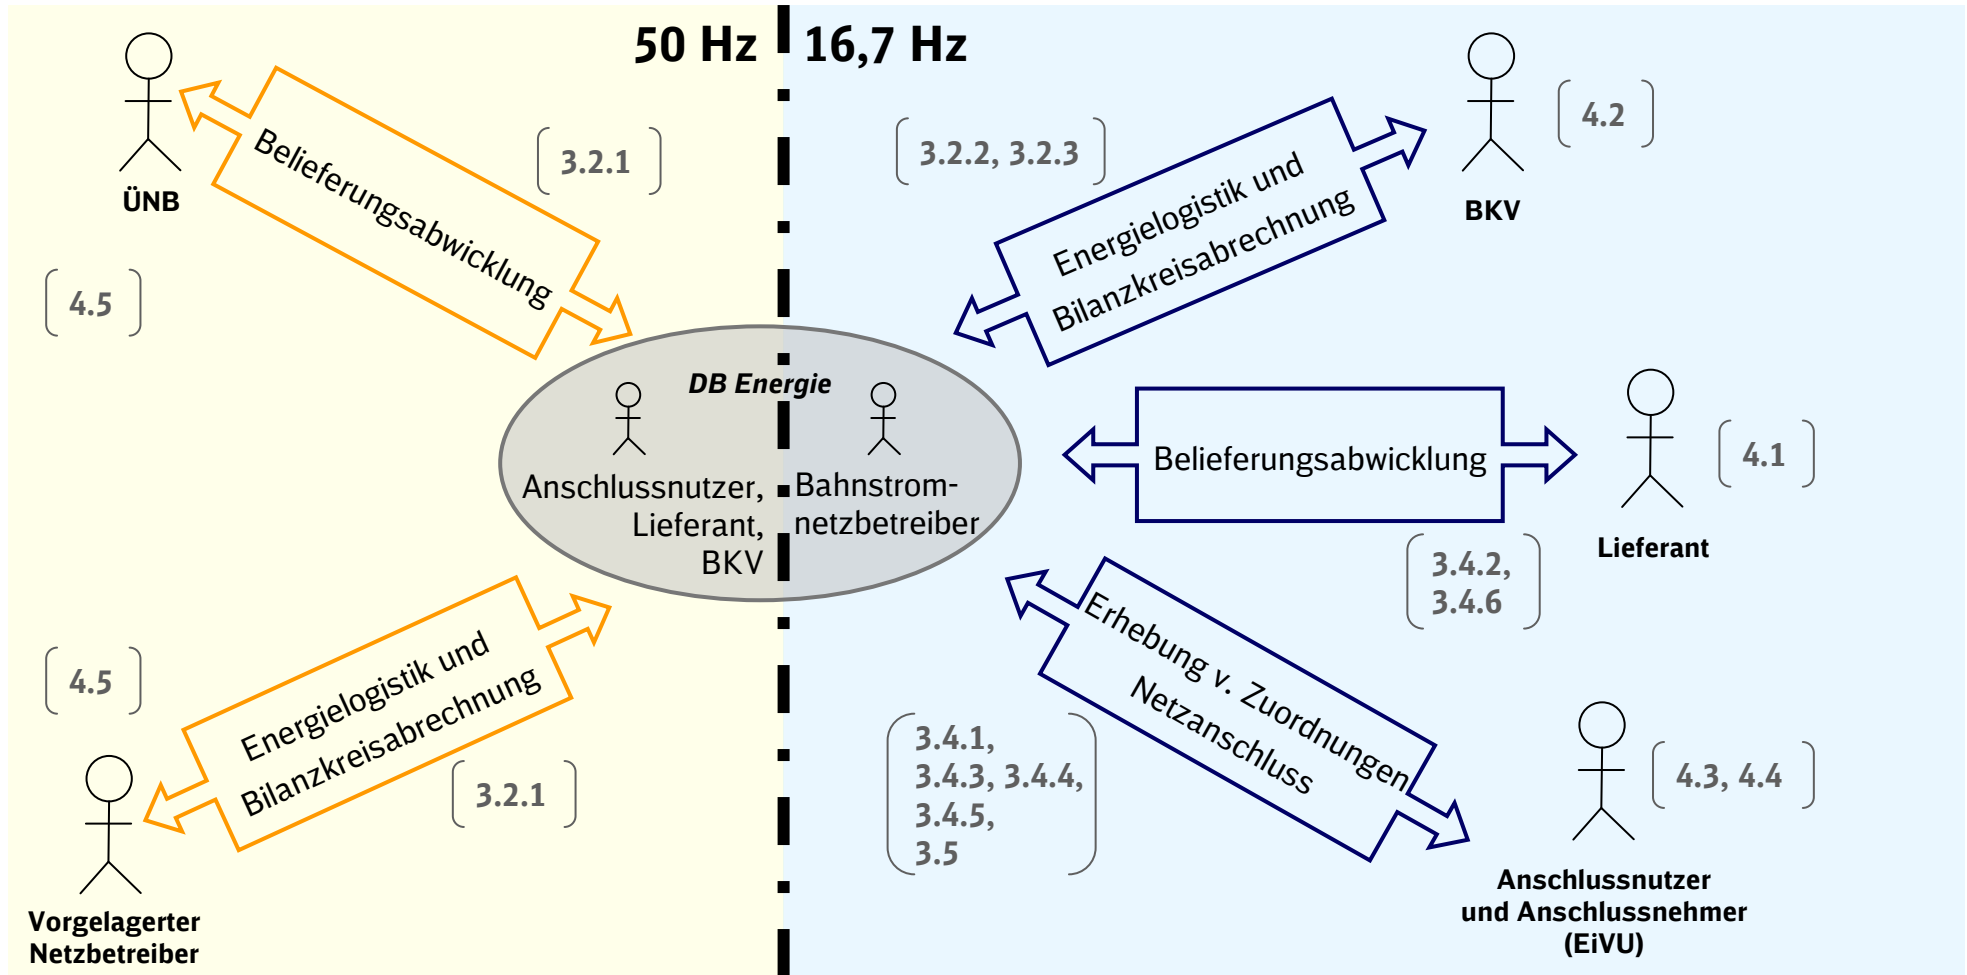 50 Hz
16,7 Hz
ÜNB
Belieferungsabwicklung
3.2.1
4.5
3.2.2, 3.2.3
Energielogistik und
Bilanzkreisabrechnung
4.2
BKV
DB Energie
Anschlussnutzer,
Lieferant,
BKV
Bahnstrom-
netzbetreiber
Belieferungsabwicklung
4.1
Lieferant
3.4.2,
3.4.6
4.5
Energielogistik und
Bilanzkreisabrechnung
3.2.1
Vorgelagerter
Netzbetreiber
Erhebung v. Zuordnungen
Netzanschluss
3.4.1,
3.4.3, 3.4.4,
3.4.5,
3.5
4.3, 4.4
Anschlussnutzer
und Anschlussnehmer
(EiVU)